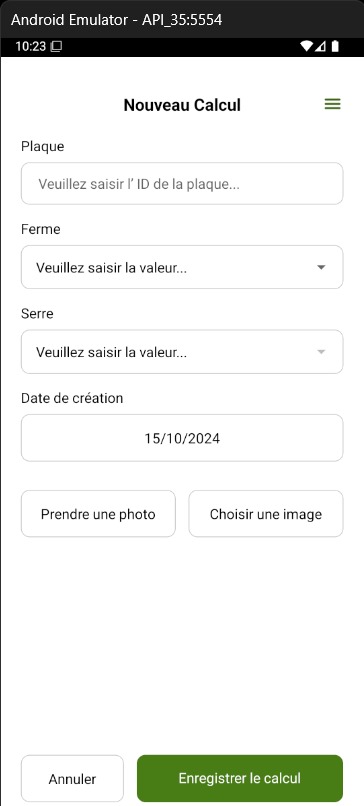 Android Emulator - API_35:5554
10:23
Nouveau Calcul
Plaque
Veuillez saisir l' ID de la plaque...
Ferme
Veuillez saisir la valeur...
Serre
Veuillez saisir la valeur...
Date de création
15/10/2024
Prendre une photo Choisir une image
Annuler Enregistrer le calcul